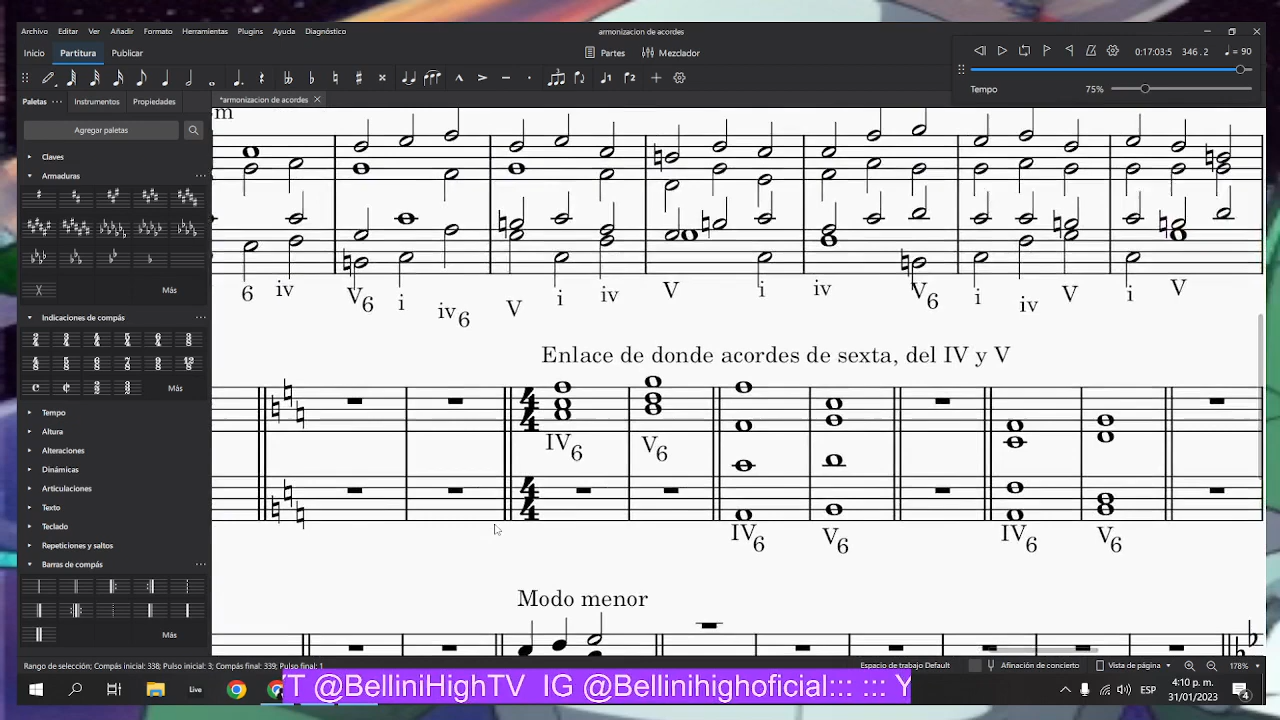 Archivo Editar Ver Añadir Formato Herramientas Plugins Ayuda Diagnóstico
armonizacion de acordes
Inicio Partitura Publicar
Partes Mezclador
0:17:03:5 346 . 2 = 90
Tempo 75%
Paletas Instrumentos Propiedades
*armonizacion de acordes
Agregar paletas
Claves
Armaduras
Más
Indicaciones de compás
Más
Tempo
Altura
Alteraciones
Dinámicas
Articulaciones
Texto
Teclado
Repeticiones y saltos
Barras de compás
Más
m
6 iv V6 i iv6 V i iv V i iv V6 i iv V i V
Enlace de donde acordes de sexta, del IV y V
IV6 V6
IV6 V6 IV6 V6
Modo menor
Rango de selección; Compás inicial: 338; Pulso inicial: 3; Compás final: 339; Pulso final: 1
Espacio de trabajo Default Afinación de concierto Vista de página 178%
Live
YT @BelliniHighTV IG @Bellinihighoficial::: ::: Y
ESP
4:10 p. m.
31/01/2023